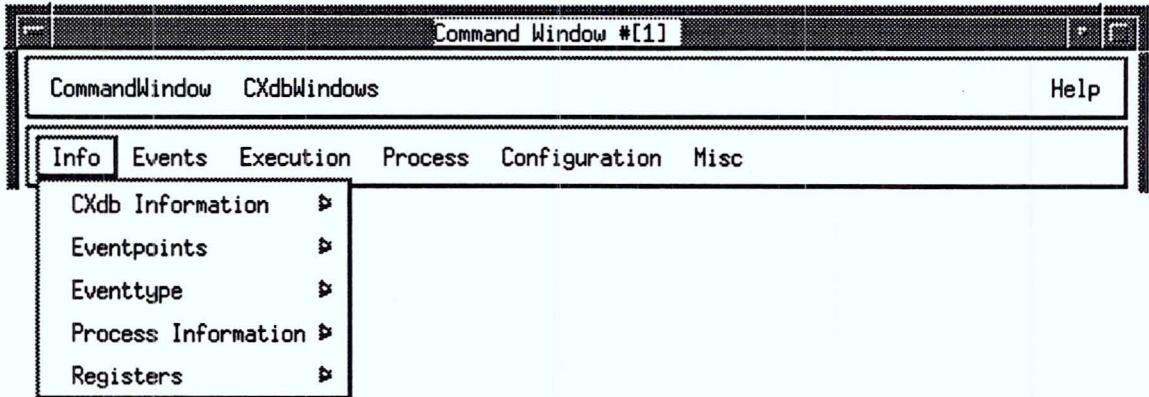 Command Window #[1]
CommandWindow CXdbWindows Help
Info Events Execution Process Configuration Misc
CXdb Information
Eventpoints
Eventtype
Process Information
Registers